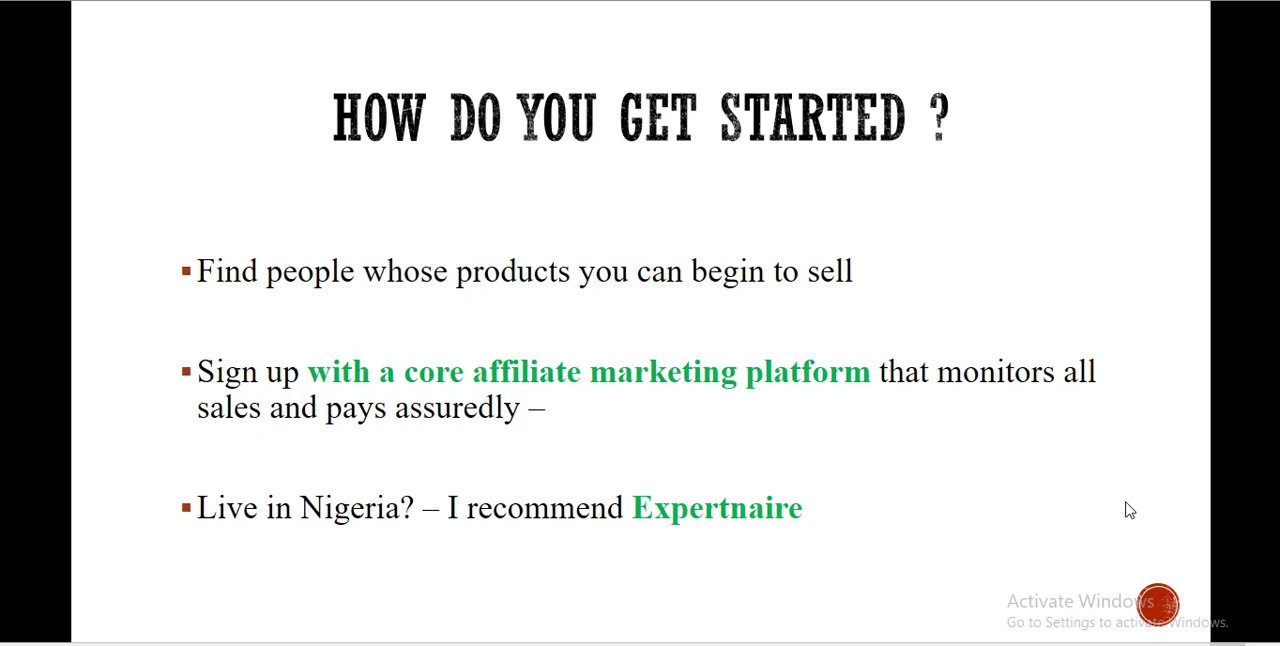 HOW DO YOU GET STARTED ?
Find people whose products you can begin to sell
Sign up with a core affiliate marketing platform that monitors all
sales and pays assuredly –
Live in Nigeria? – I recommend Expertnaire
Activate Windows
Go to Settings to activate Windows.